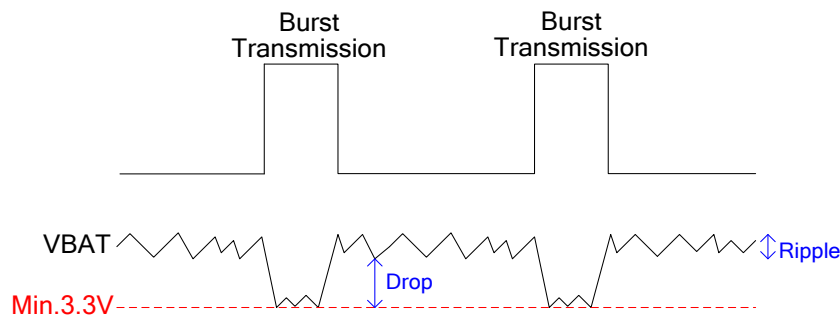 Burst
Transmission
Burst
Transmission
VBAT
Ripple
Drop
Min.3.3V